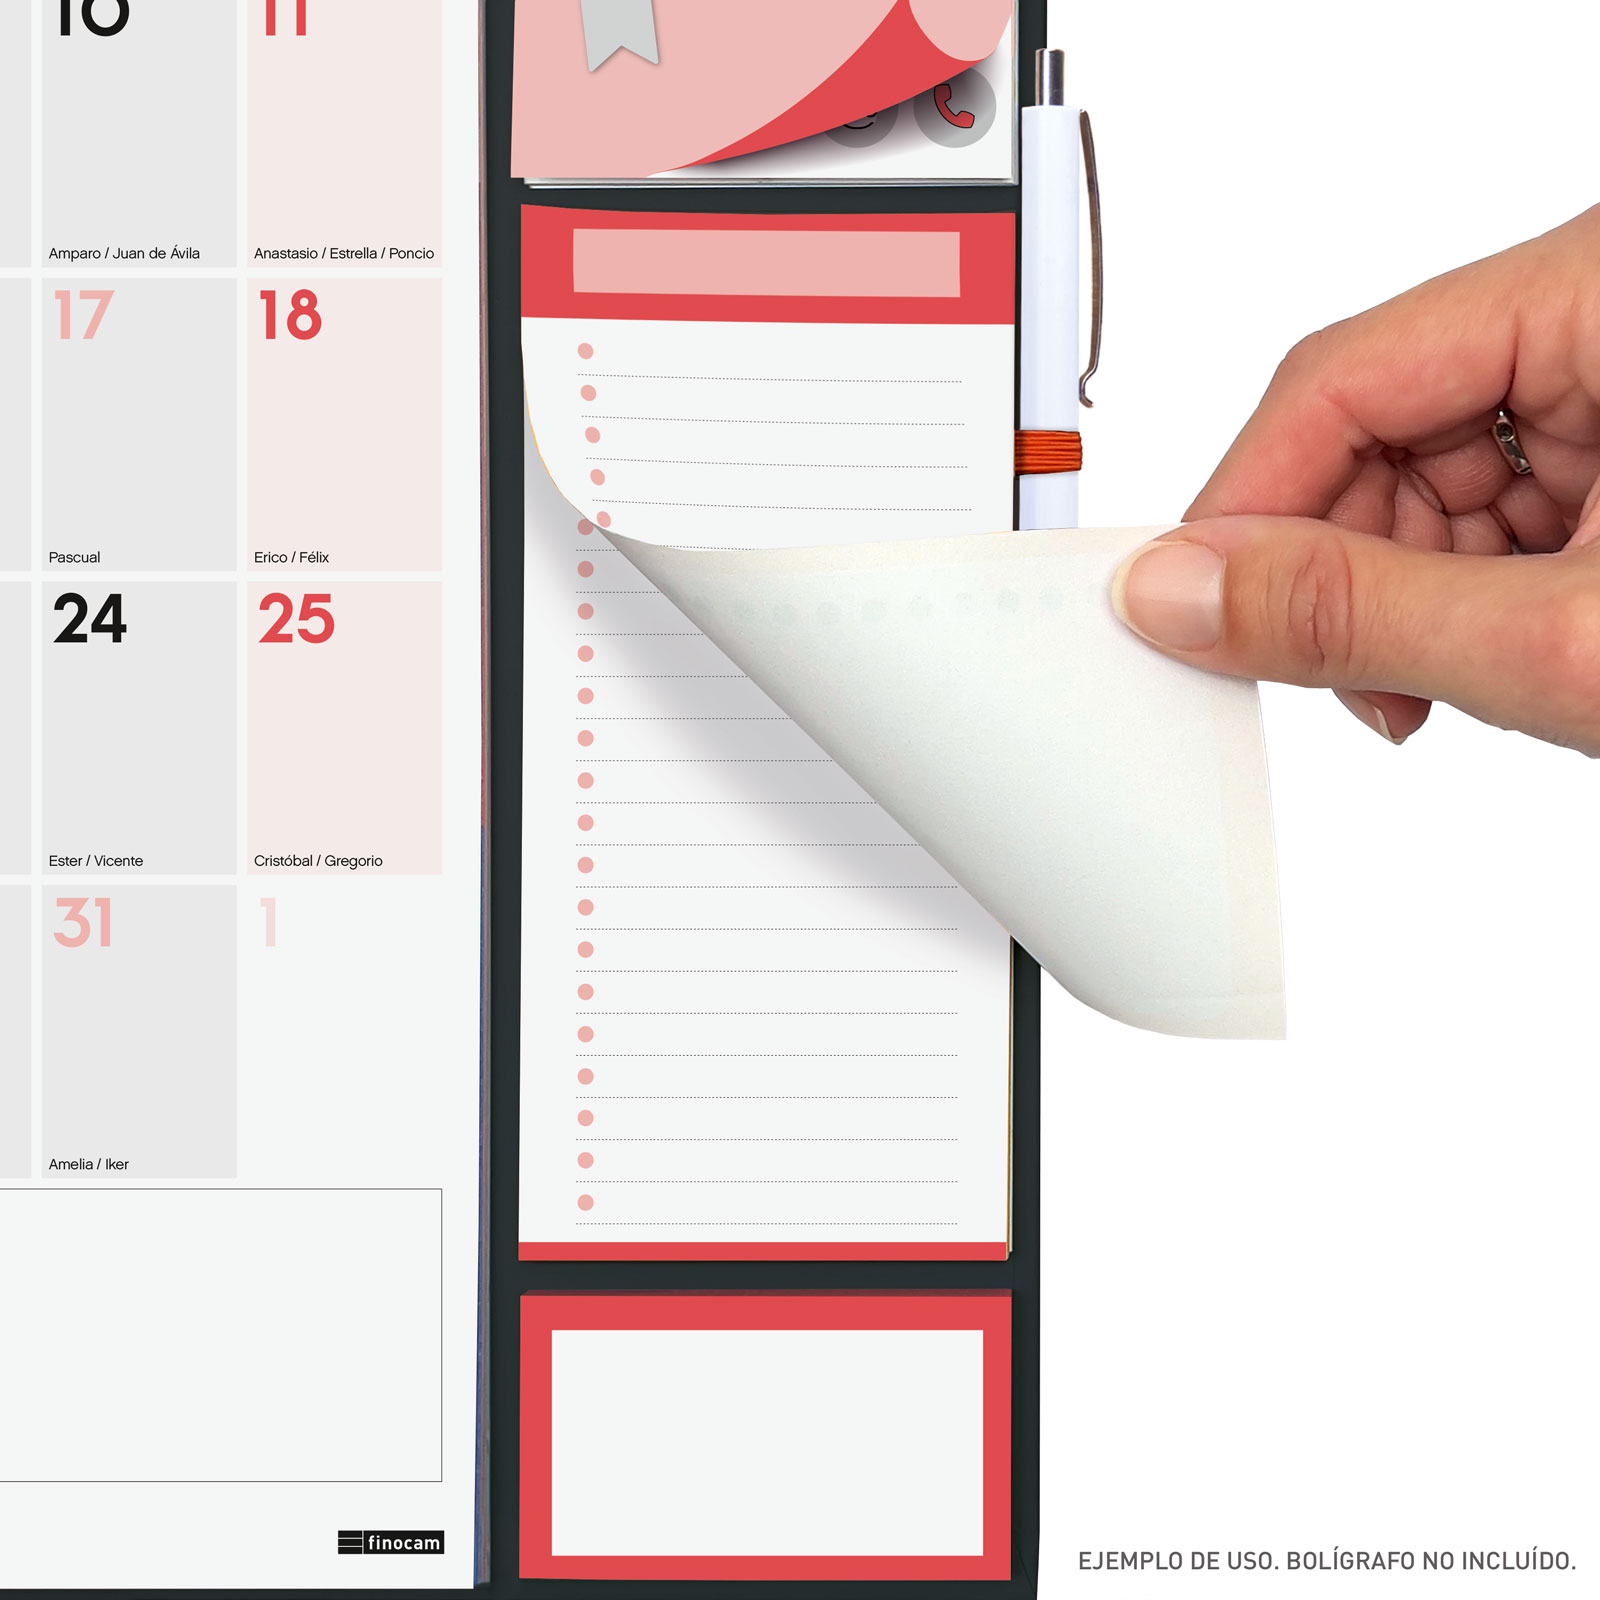 10
11
Amparo / Juan de Ávila
Anastasio / Estrella / Poncio
17
18
Pascual
Erico / Félix
24
25
Ester / Vicente
Cristóbal / Gregorio
31
1
Amelia / Iker
finocam
EJEMPLO DE USO. BOLÍGRAFO NO INCLUÍDO.